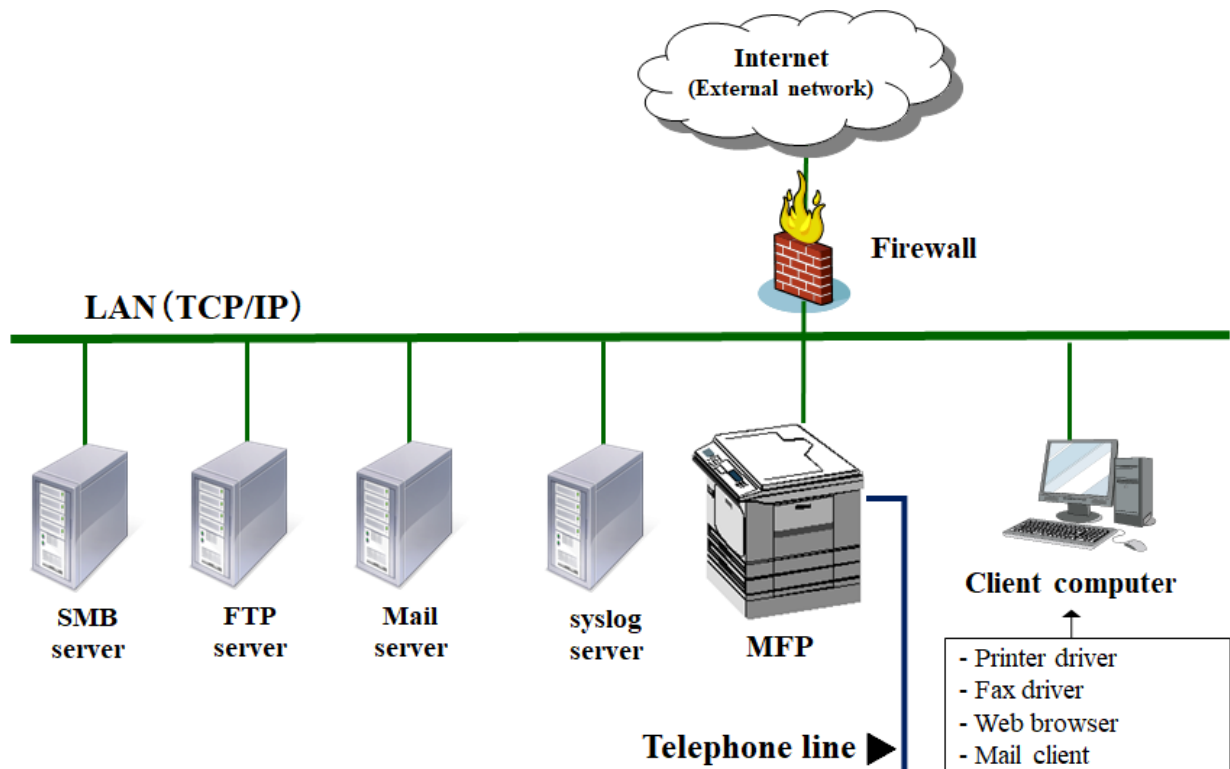 Internet
(External network)
Firewall
LAN（TCP/IP）
SMB
server
FTP
server
Mail
server
syslog
server
MFP
Client computer
- Printer driver
- Fax driver
- Web browser
- Mail client
Telephone line